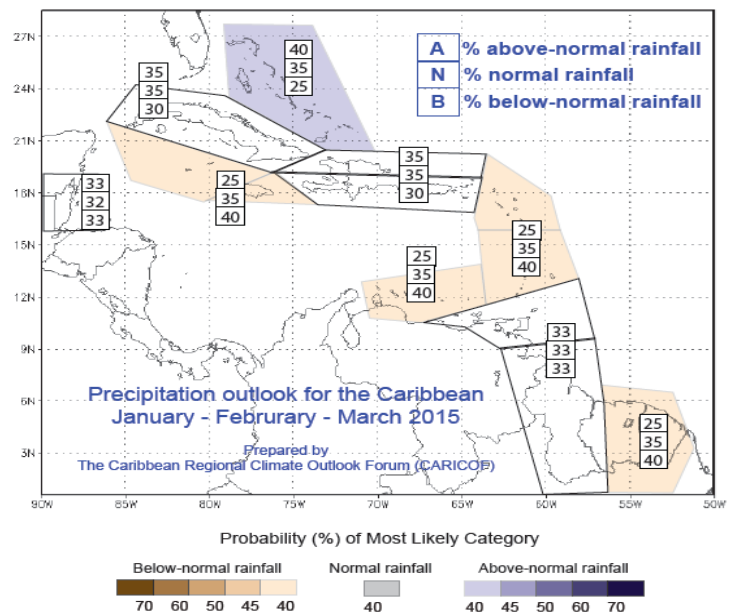 27N
24N
21N
18N
15N
12N
9N
6N
3N
A % above-normal rainfall
N % normal rainfall
B % below-normal rainfall
40
35
25
35
35
30
35
35
30
33
32
33
25
35
40
25
35
40
25
35
40
33
33
33
25
35
40
Precipitation outlook for the Caribbean
January - Februrary - March 2015
Prepared by
The Caribbean Regional Climate Outlook Forum (CARICOF)
90W 85W 80W 75W 70W 65W 60W 55W 50W
Probability (%) of Most Likely Category
Below-normal rainfall Normal rainfall Above-normal rainfall
70 60 50 45 40 40 40 45 50 60 70